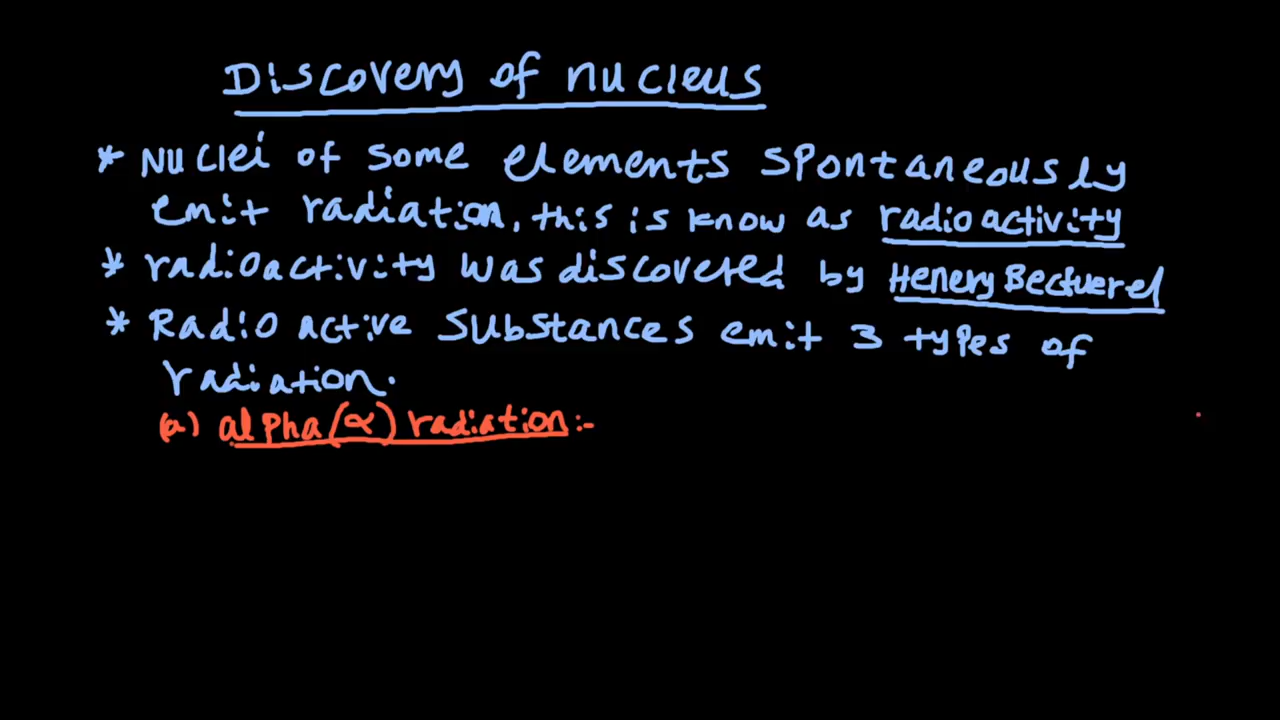 Discovery of nucleus
* Nuclei of some elements spontaneously
emit radiation, this is know as radioactivity
* radioactivity was discovered by Henery Bectuerel
* Radio active substances emit 3 types of
radiation.
(a) alpha (α) radiation :-